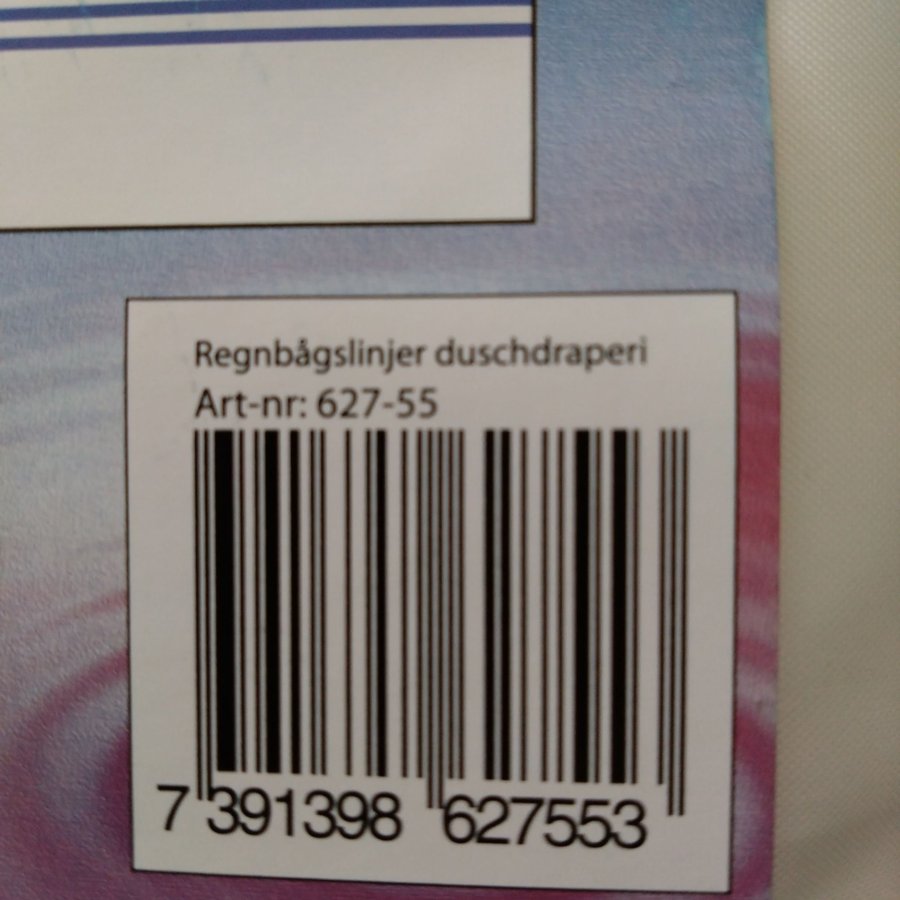 Regnbågslinjer duschdraperi
Art-nr: 627-55
7 391398 627553